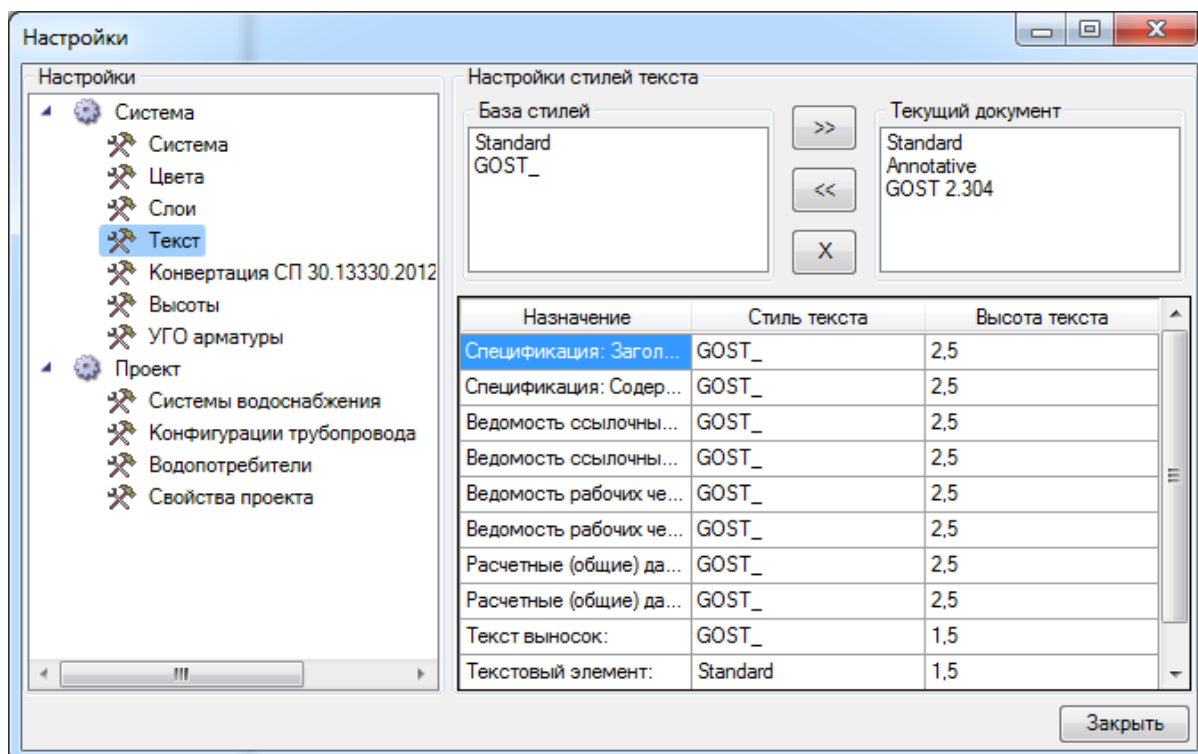 Настройки
Настройки
Система
Система
Цвета
Слои
Текст
Конвертация СП 30.13330.2012
Высоты
УГО арматуры
Проект
Системы водоснабжения
Конфигурации трубопровода
Водопотребители
Свойства проекта
Настройки стилей текста
База стилей
Standard
GOST_
>>
<<
X
Текущий документ
Standard
Annotative
GOST 2.304
Назначение Стиль текста Высота текста
Спецификация: Загол... GOST_ 2,5
Спецификация: Содер... GOST_ 2,5
Ведомость ссылочны... GOST_ 2,5
Ведомость ссылочны... GOST_ 2,5
Ведомость рабочих че... GOST_ 2,5
Ведомость рабочих че... GOST_ 2,5
Расчетные (общие) да... GOST_ 2,5
Расчетные (общие) да... GOST_ 2,5
Текст выносок: GOST_ 1,5
Текстовый элемент: Standard 1,5
Закрыть